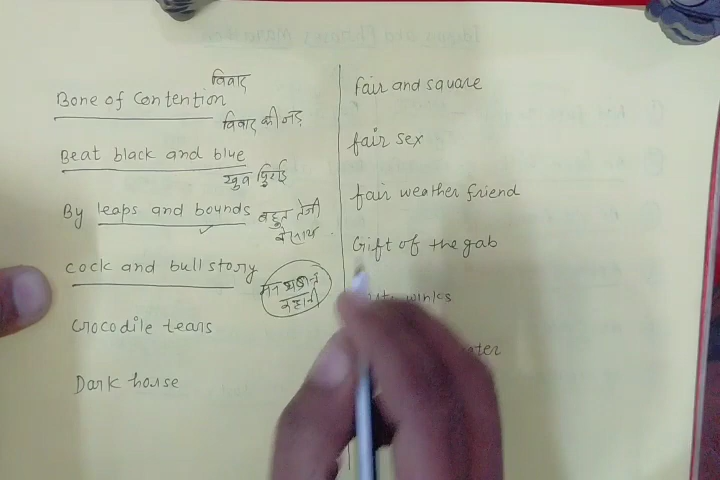 विवाद
Bone of Contention
विवाद की जड़
Beat black and blue
खुब पिटाई
By leaps and bounds बहुत तेजी
के साथ
Cock and bull story
मन घड़न्त
कहानी
Crocodile tears
Dark horse
Fair and square
fair sex
fair weather friend
Gift of the gab
winks